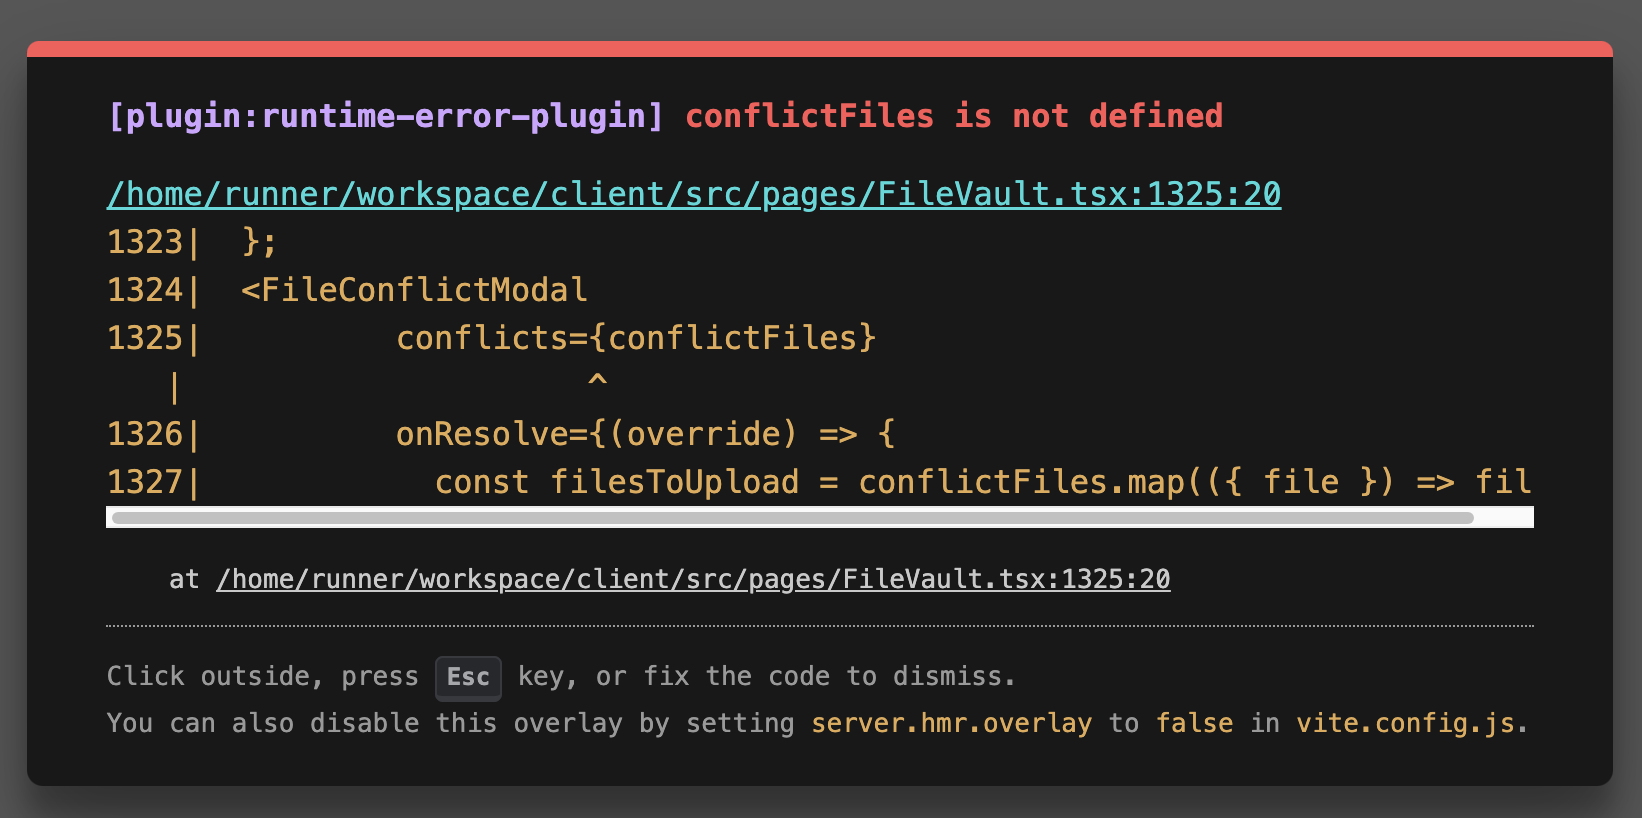 [plugin:runtime-error-plugin] conflictFiles is not defined
/home/runner/workspace/client/src/pages/FileVault.tsx:1325:20
1323|  };
1324|  <FileConflictModal
1325|          conflicts={conflictFiles}
   |                     ^
1326|          onResolve={(override) => {
1327|            const filesToUpload = conflictFiles.map(({ file }) => fil
at /home/runner/workspace/client/src/pages/FileVault.tsx:1325:20
Click outside, press Esc key, or fix the code to dismiss.
You can also disable this overlay by setting server.hmr.overlay to false in vite.config.js.